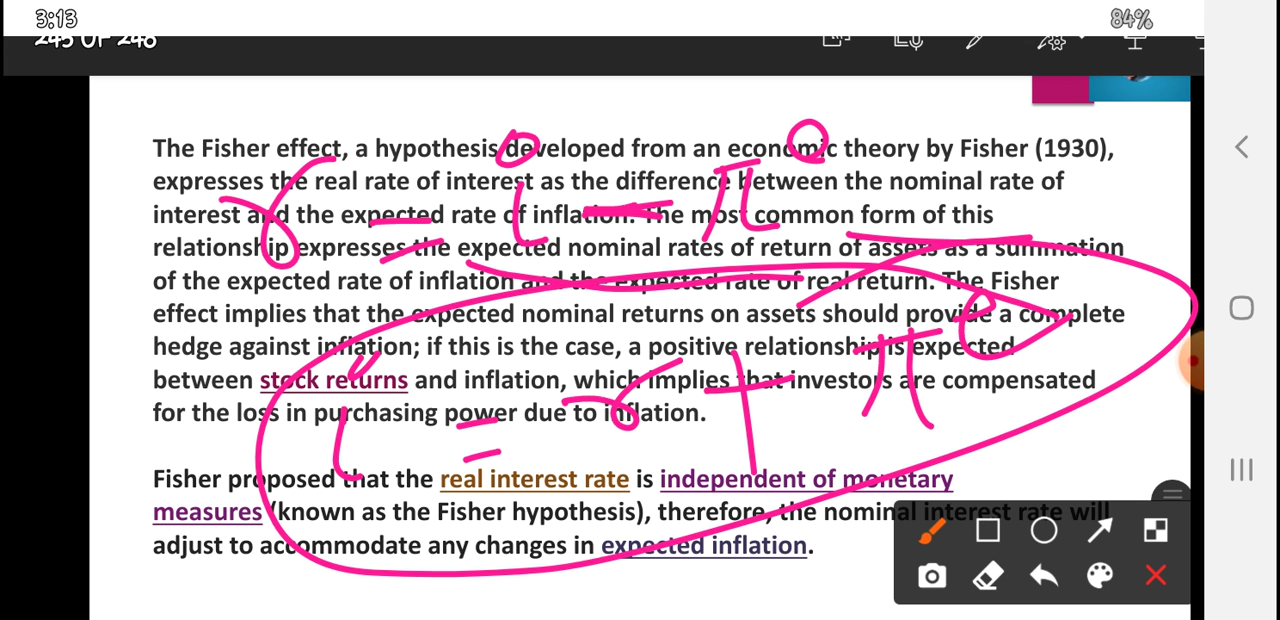 3:13 84%
245 OF 248
The Fisher effect, a hypothesis developed from an economic theory by Fisher (1930),
expresses the real rate of interest as the difference between the nominal rate of
interest and the expected rate of inflation. The most common form of this
relationship expresses the expected nominal rates of return of assets as a summation
of the expected rate of inflation and the expected rate of real return. The Fisher
effect implies that the expected nominal returns on assets should provide a complete
hedge against inflation; if this is the case, a positive relationship is expected
between stock returns and inflation, which implies that investors are compensated
for the loss in purchasing power due to inflation.
Fisher proposed that the real interest rate is independent of monetary
measures (known as the Fisher hypothesis), therefore, the nominal interest rate will
adjust to accommodate any changes in expected inflation.
r = i - π
i = r + π